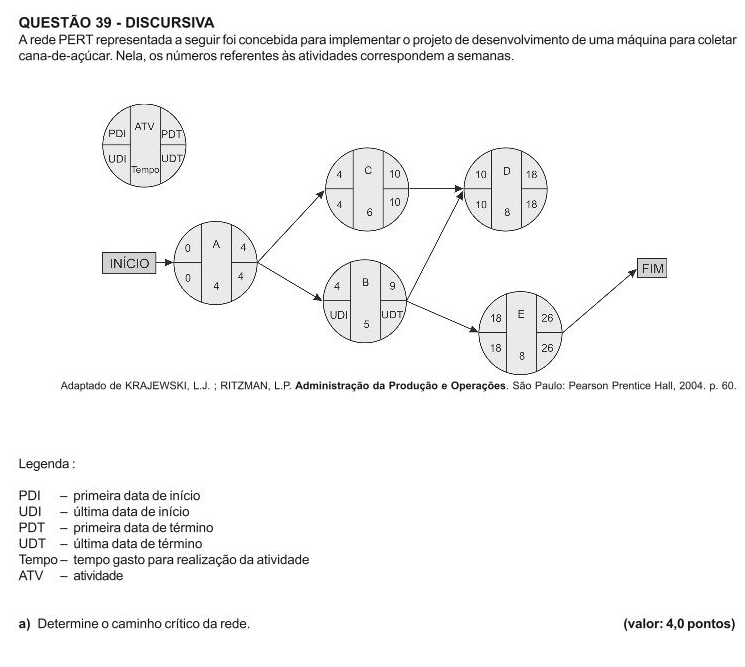 QUESTÃO 39 - DISCURSIVA
A rede PERT representada a seguir foi concebida para implementar o projeto de desenvolvimento de uma máquina para coletar
cana-de-açúcar. Nela, os números referentes às atividades correspondem a semanas.
PDI ATV PDT
UDI Tempo UDT
4 C 10
4 6 10
10 D 18
10 8 18
INÍCIO
0 A 4
0 4 4
4 B 9
UDI 5 UDT
18 E 26
18 8 26
FIM
Adaptado de KRAJEWSKI, L.J. ; RITZMAN, L.P. Administração da Produção e Operações. São Paulo: Pearson Prentice Hall, 2004. p. 60.
Legenda :
PDI – primeira data de início
UDI – última data de início
PDT – primeira data de término
UDT – última data de término
Tempo – tempo gasto para realização da atividade
ATV – atividade
a) Determine o caminho crítico da rede. (valor: 4,0 pontos)